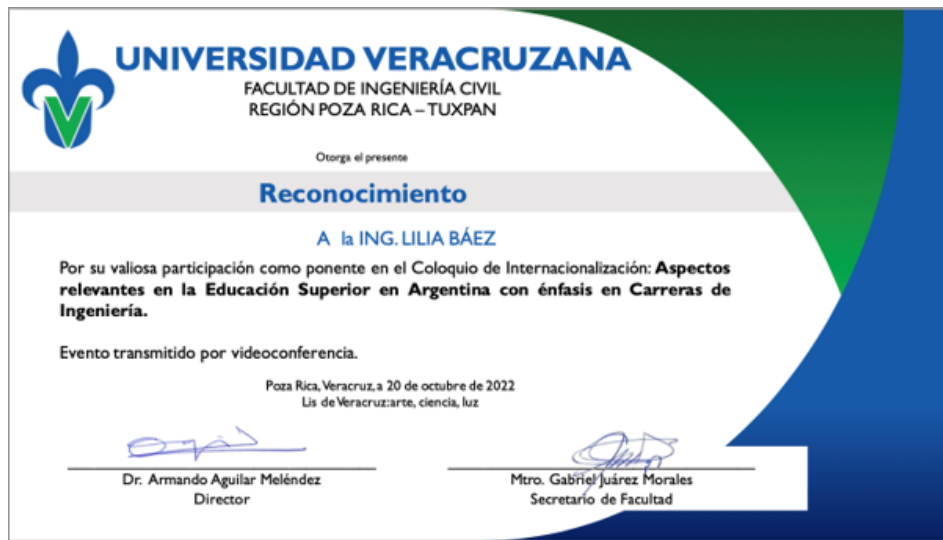 UNIVERSIDAD VERACRUZANA
FACULTAD DE INGENIERÍA CIVIL
REGIÓN POZA RICA – TUXPAN
Otorga el presente
Reconocimiento
A la ING. LILIA BÁEZ
Por su valiosa participación como ponente en el Coloquio de Internacionalización: Aspectos
relevantes en la Educación Superior en Argentina con énfasis en Carreras de
Ingeniería.
Evento transmitido por videoconferencia.
Poza Rica, Veracruz, a 20 de octubre de 2022
Lis de Veracruz:arte, ciencia, luz
Dr. Armando Aguilar Meléndez
Director
Mtro. Gabriel Juárez Morales
Secretario de Facultad